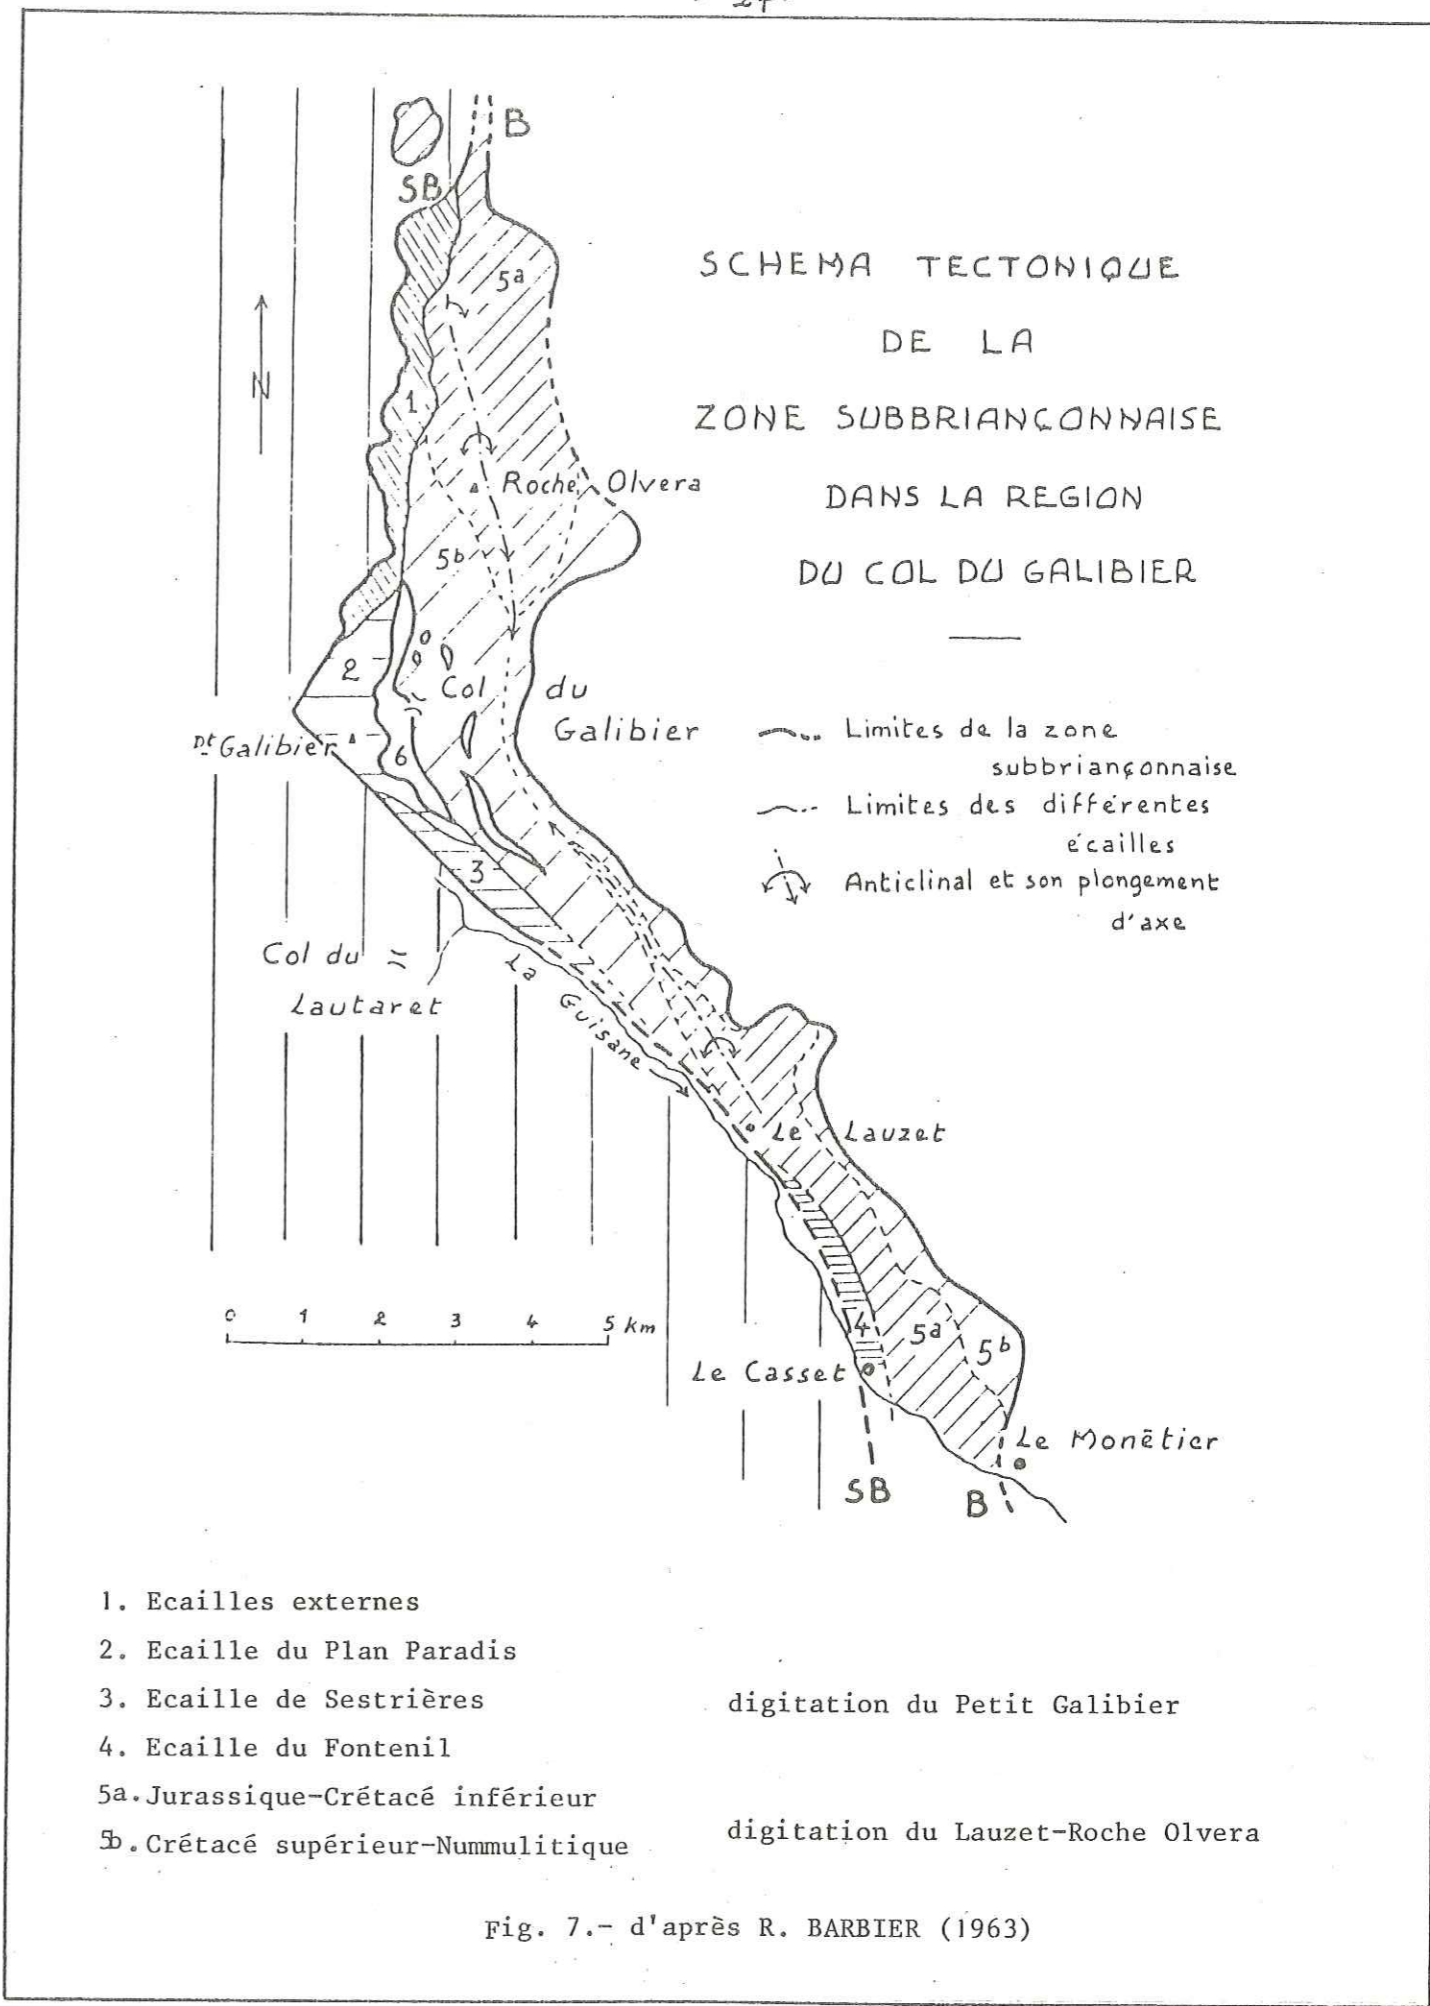 27
B
SB
5a
SCHEMA TECTONIQUE
DE LA
N
1
ZONE SUBBRIANÇONNAISE
Roche Olvera
DANS LA REGION
5b
DU COL DU GALIBIER
2
Col du
Galibier
Pt Galibier
6
Limites de la zone
subbriançonnaise
Limites des différentes
écailles
3
Anticlinal et son plongement
d'axe
Col du
Lautaret
La Guisane
Le Lauzet
0 1 2 3 4 5 km
4
5a
5b
Le Casset
Le Monêtier
SB
B
1. Ecailles externes
2. Ecaille du Plan Paradis
3. Ecaille de Sestrières
digitation du Petit Galibier
4. Ecaille du Fontenil
5a. Jurassique-Crétacé inférieur
5b. Crétacé supérieur-Nummulitique
digitation du Lauzet-Roche Olvera
Fig. 7.- d'après R. BARBIER (1963)